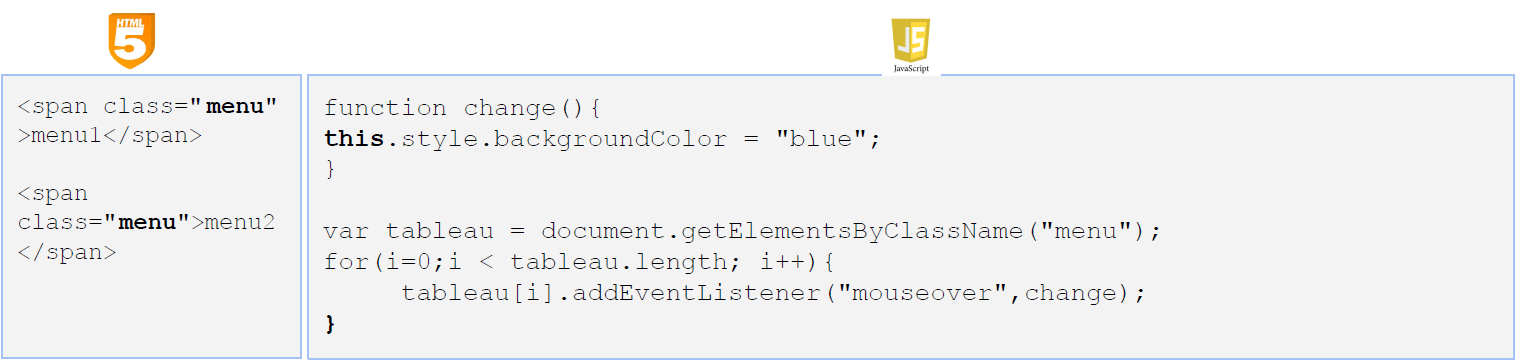 HTML
5
JS
JavaScript
<span class="menu"
>menu1</span>
<span
class="menu">menu2
</span>
function change(){
this.style.backgroundColor = "blue";
}
var tableau = document.getElementsByClassName("menu");
for(i=0;i < tableau.length; i++){
tableau[i].addEventListener("mouseover",change);
}